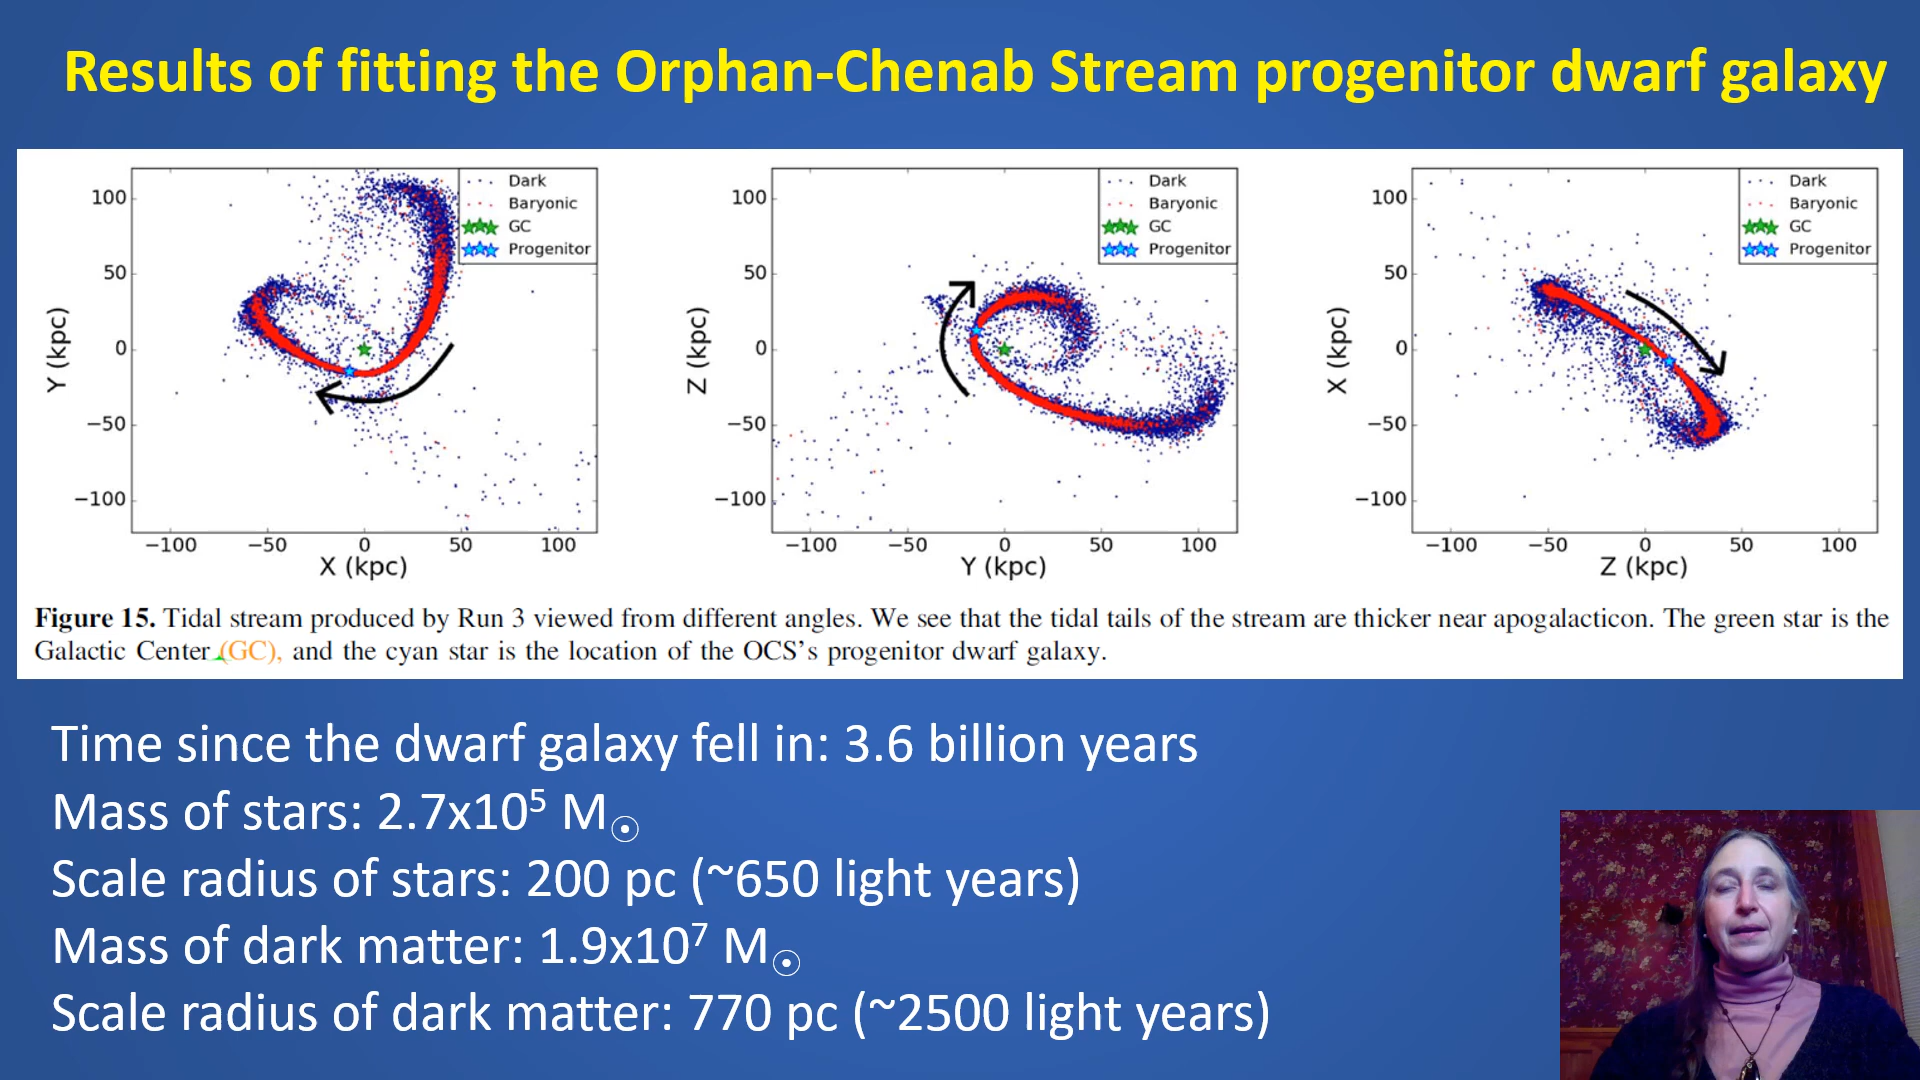 Results of fitting the Orphan-Chenab Stream progenitor dwarf galaxy
Dark
Baryonic
GC
Progenitor
100
50
0
−50
−100
Y (kpc)
−100 −50 0 50 100
X (kpc)
Dark
Baryonic
GC
Progenitor
100
50
0
−50
−100
Z (kpc)
−100 −50 0 50 100
Y (kpc)
Dark
Baryonic
GC
Progenitor
100
50
0
−50
−100
X (kpc)
−100 −50 0 50 100
Z (kpc)
Figure 15. Tidal stream produced by Run 3 viewed from different angles. We see that the tidal tails of the stream are thicker near apogalacticon. The green star is the
Galactic Center (GC), and the cyan star is the location of the OCS’s progenitor dwarf galaxy.
Time since the dwarf galaxy fell in: 3.6 billion years
Mass of stars: 2.7x10⁵ M☉
Scale radius of stars: 200 pc (~650 light years)
Mass of dark matter: 1.9x10⁷ M☉
Scale radius of dark matter: 770 pc (~2500 light years)